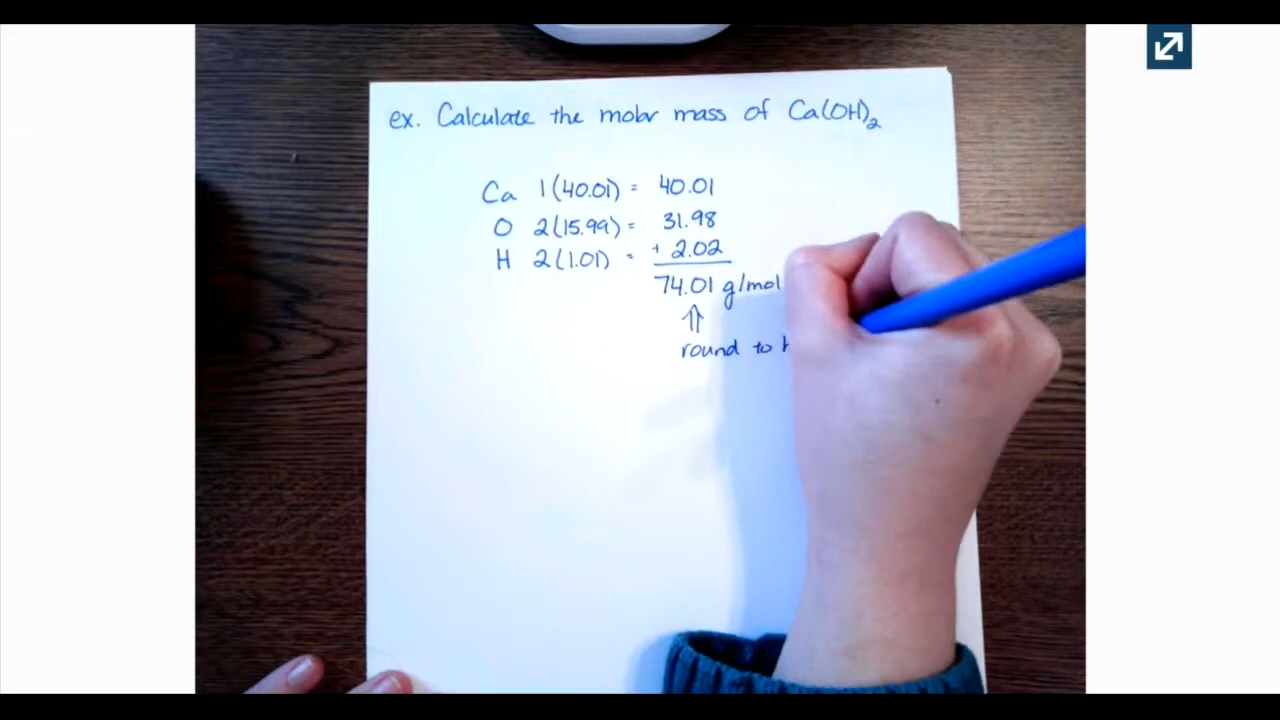 ex. Calculate the molar mass of Ca(OH)₂
Ca 1(40.01) = 40.01
O 2(15.99) = 31.98
H 2(1.01) = + 2.02
74.01 g/mol
round to